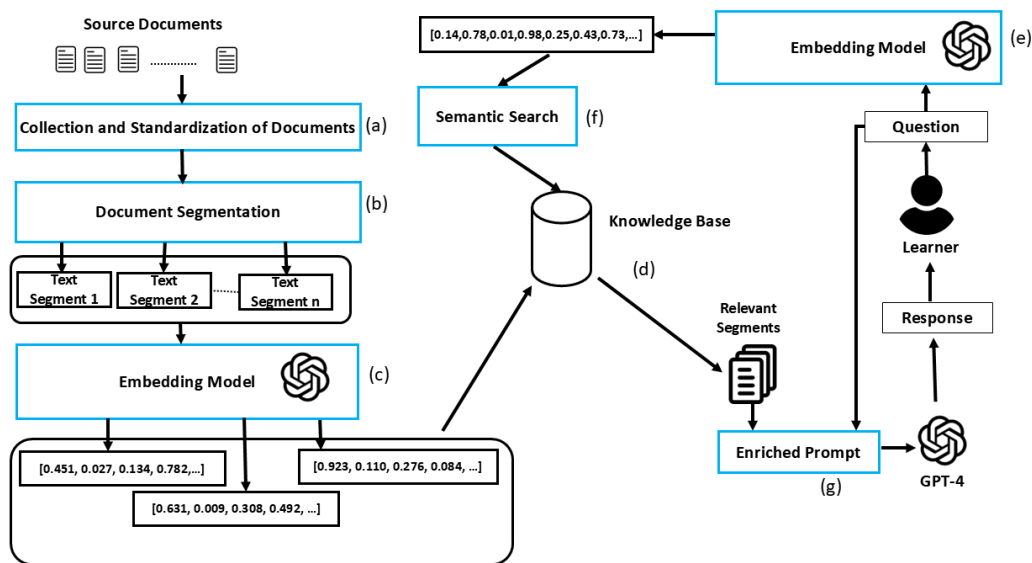 Source Documents
Collection and Standardization of Documents
(a)
Document Segmentation
(b)
Text
Segment 1
Text
Segment 2
Text
Segment n
Embedding Model
(c)
[0.451, 0.027, 0.134, 0.782,...]
[0.923, 0.110, 0.276, 0.084, ...]
[0.631, 0.009, 0.308, 0.492, ...]
[0.14,0.78,0.01,0.98,0.25,0.43,0.73,...]
Embedding Model
(e)
Semantic Search
(f)
Question
Knowledge Base
(d)
Learner
Relevant
Segments
Response
Enriched Prompt
(g)
GPT-4